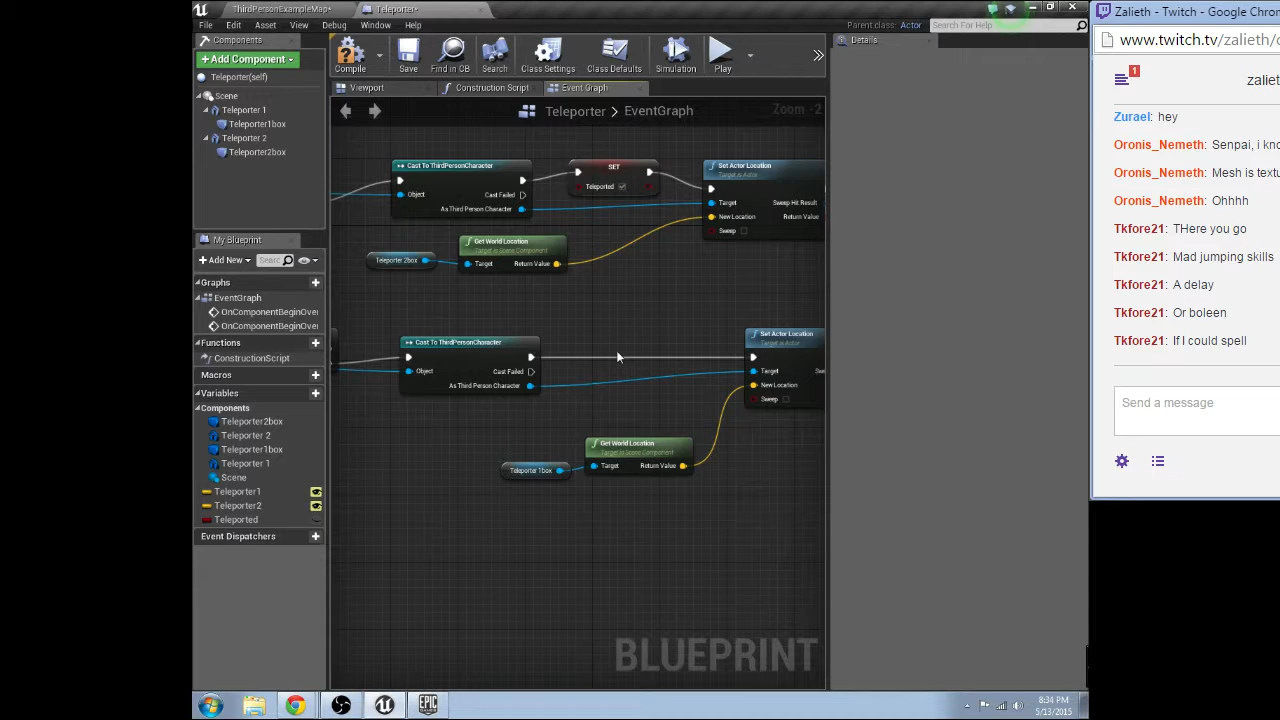 ThirdPersonExampleMap*
Teleporter*
File Edit Asset View Debug Window Help
Parent class: Actor
Search For Help
Components
+ Add Component
Teleporter(self)
Scene
Teleporter 1
Teleporter1box
Teleporter 2
Teleporter2box
Compile
Save
Find in CB
Search
Class Settings
Class Defaults
Simulation
Play
Details
Viewport
Construction Script
Event Graph
Teleporter > EventGraph
Zoom -2
My Blueprint
+ Add New
Searc
Graphs
EventGraph
OnComponentBeginOve
OnComponentBeginOve
Functions
ConstructionScript
Macros
Variables
Components
Teleporter2box
Teleporter 2
Teleporter1box
Teleporter 1
Scene
Teleporter1
Teleporter2
Teleported
Event Dispatchers
Cast To ThirdPersonCharacter
Object
Cast Failed
As Third Person Character
SET
Teleported
Set Actor Location
Target is Actor
Target
Sweep Hit Result
New Location
Return Value
Sweep
Teleporter 2box
Get World Location
Target is Scene Component
Target
Return Value
Cast To ThirdPersonCharacter
Object
Cast Failed
As Third Person Character
Set Actor Location
Target is Actor
Target
New Location
Sweep
Teleporter 1box
Get World Location
Target is Scene Component
Target
Return Value
BLUEPRINT
Zalieth - Twitch - Google Chro
www.twitch.tv/zalieth/
1
zaliet
Zurael: hey
Oronis_Nemeth: Senpai, i kno
Oronis_Nemeth: Mesh is textu
Oronis_Nemeth: Ohhhh
Tkfore21: THere you go
Tkfore21: Mad jumping skills
Tkfore21: A delay
Tkfore21: Or boleen
Tkfore21: If I could spell
Send a message
EPIC
8:34 PM
5/13/2015